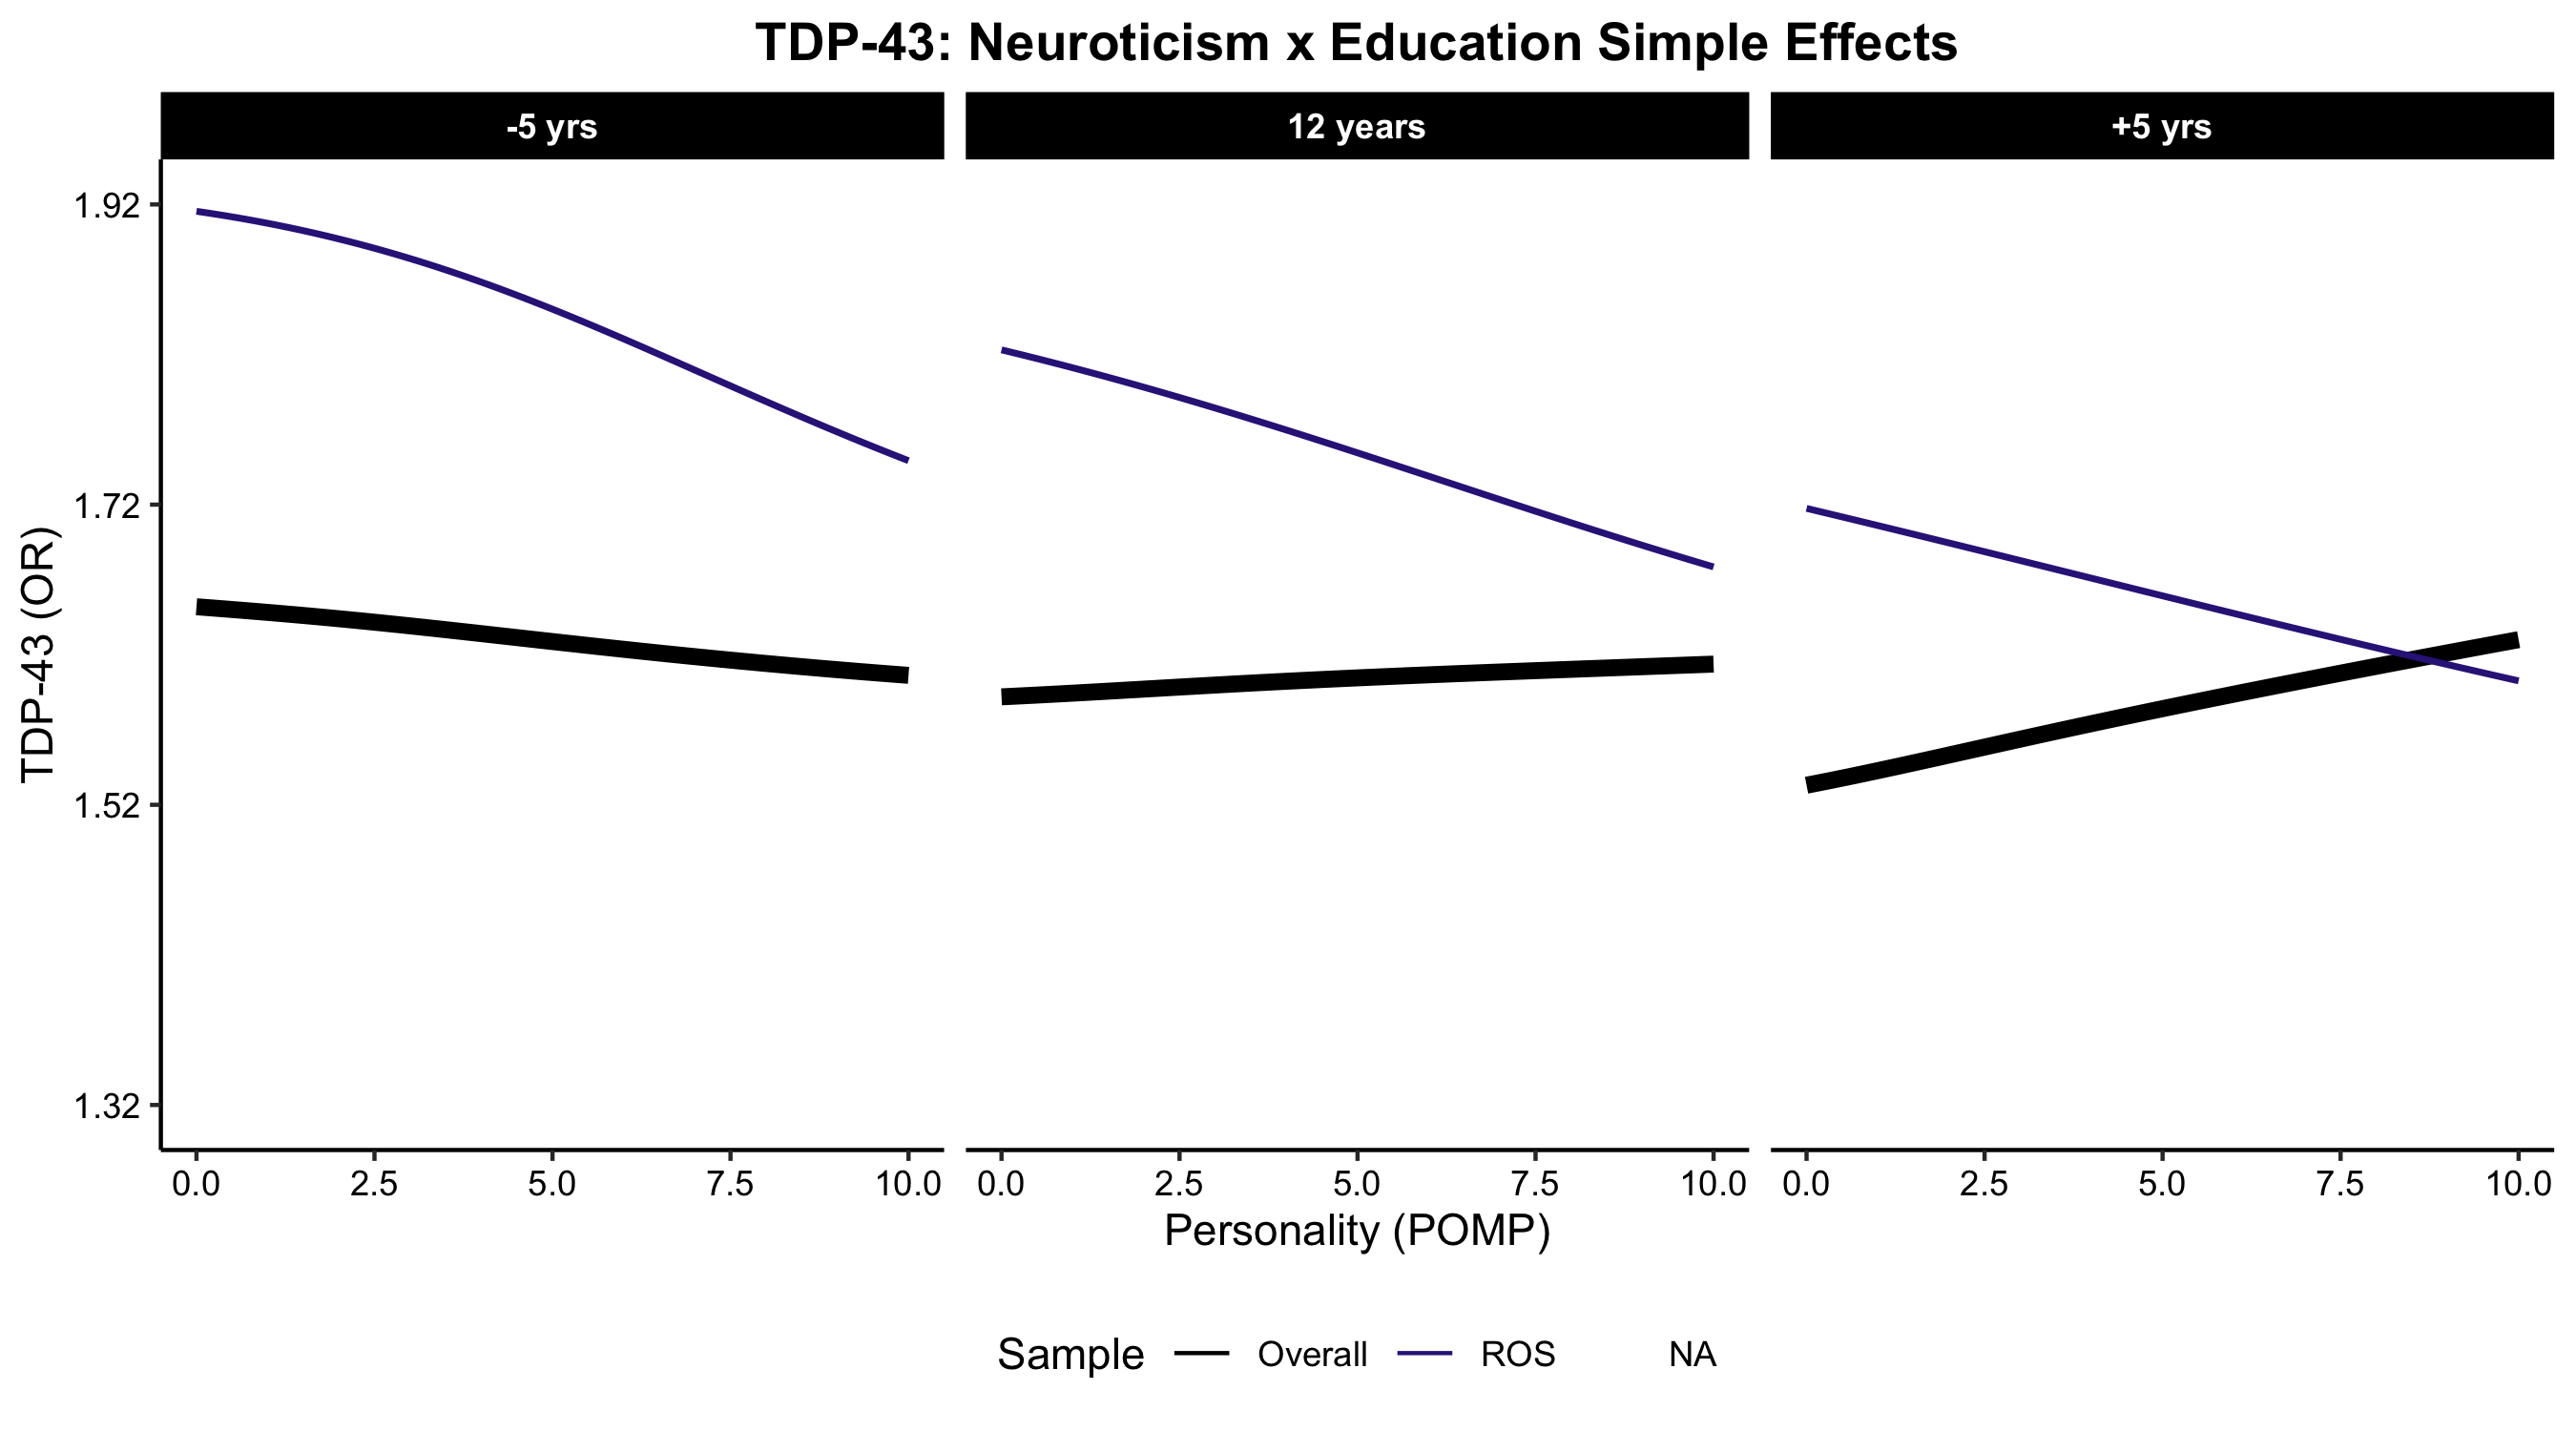 TDP-43: Neuroticism x Education Simple Effects
-5 yrs 12 years +5 yrs
TDP-43 (OR)
1.92
1.72
1.52
1.32
0.0 2.5 5.0 7.5 10.0 0.0 2.5 5.0 7.5 10.0 0.0 2.5 5.0 7.5 10.0
Personality (POMP)
Sample Overall ROS NA